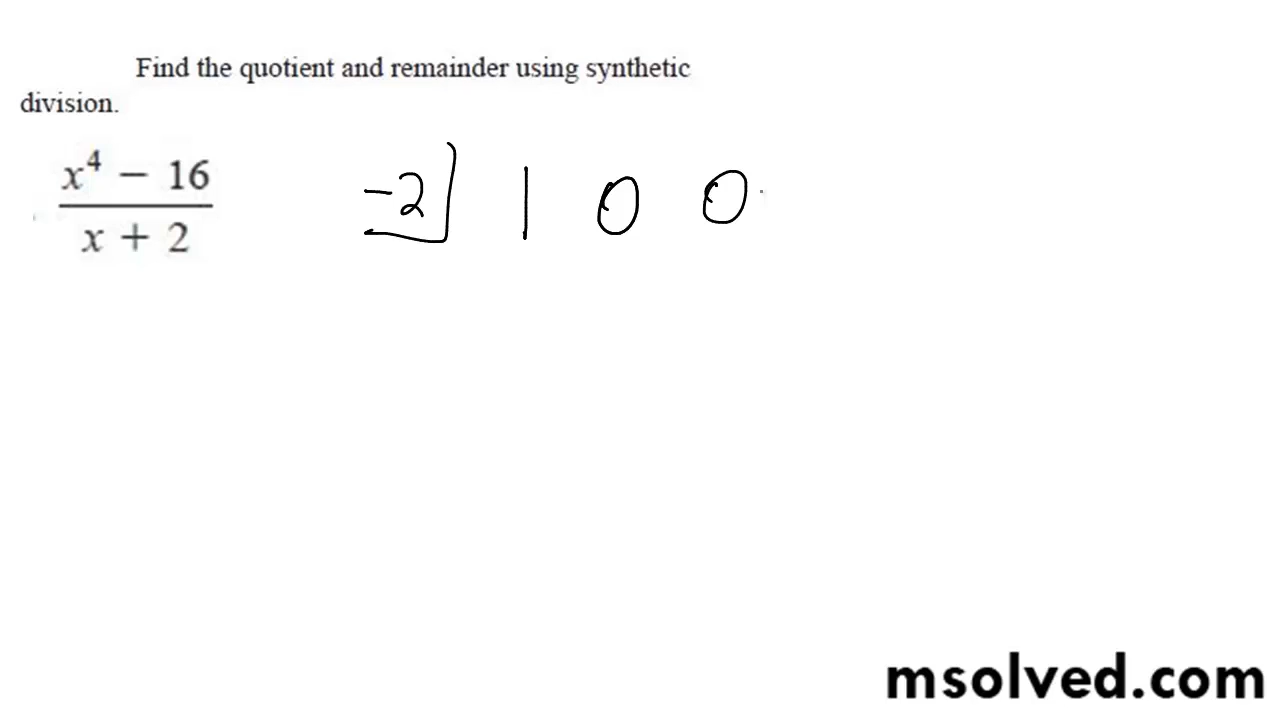 Find the quotient and remainder using synthetic
division.
x⁴ − 16
x + 2
-2 1 0 0
msolved.com